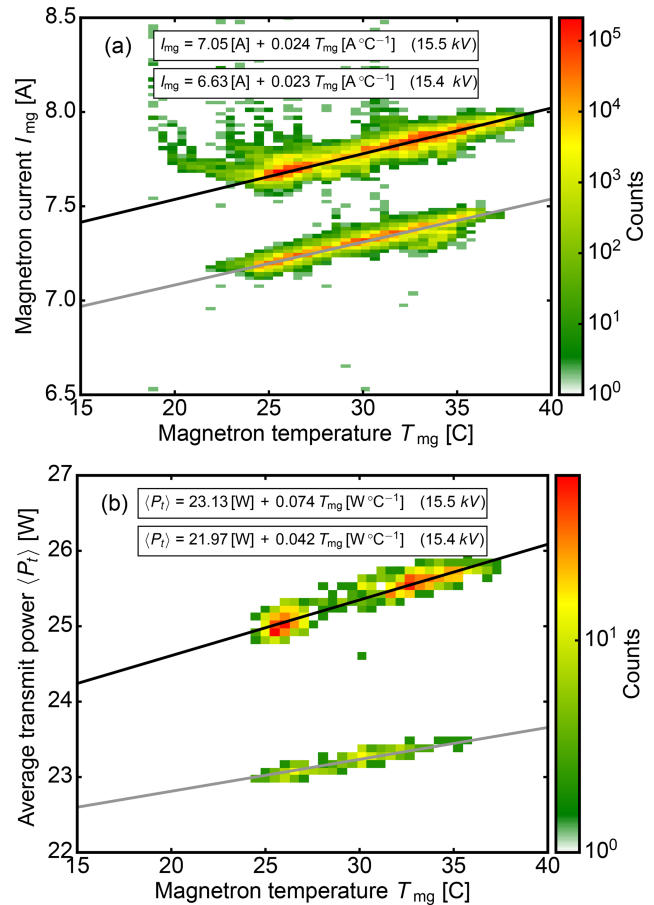 (a)
I_mg = 7.05 [A] + 0.024 T_mg [A °C⁻¹] (15.5 kV)
I_mg = 6.63 [A] + 0.023 T_mg [A °C⁻¹] (15.4 kV)
Magnetron current I_mg [A]
8.5
8.0
7.5
7.0
6.5
15 20 25 30 35 40
Magnetron temperature T_mg [C]
10⁵
10⁴
10³
10²
10¹
10⁰
Counts
(b)
⟨P_t⟩ = 23.13 [W] + 0.074 T_mg [W °C⁻¹] (15.5 kV)
⟨P_t⟩ = 21.97 [W] + 0.042 T_mg [W °C⁻¹] (15.4 kV)
Average transmit power ⟨P_t⟩ [W]
27
26
25
24
23
22
15 20 25 30 35 40
Magnetron temperature T_mg [C]
10¹
10⁰
Counts